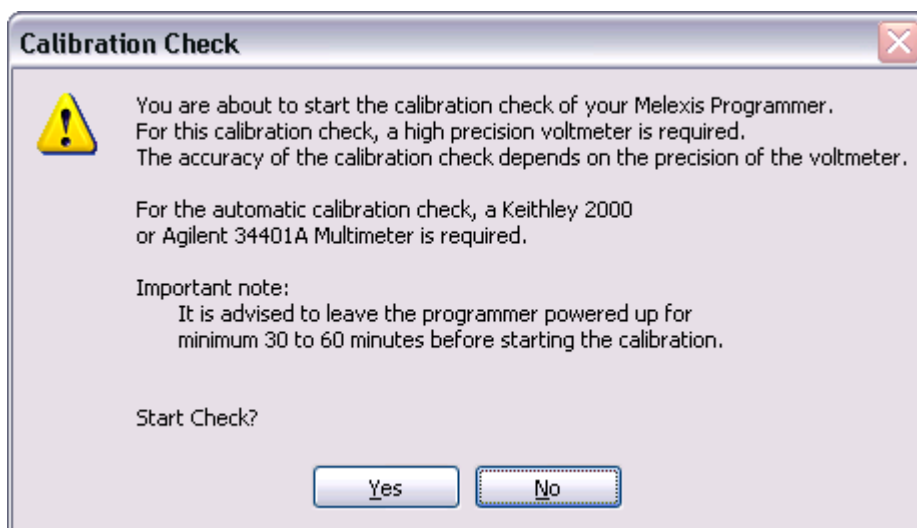 Calibration Check
You are about to start the calibration check of your Melexis Programmer.
For this calibration check, a high precision voltmeter is required.
The accuracy of the calibration check depends on the precision of the voltmeter.
For the automatic calibration check, a Keithley 2000
or Agilent 34401A Multimeter is required.
Important note:
It is advised to leave the programmer powered up for
minimum 30 to 60 minutes before starting the calibration.
Start Check?
Yes
No